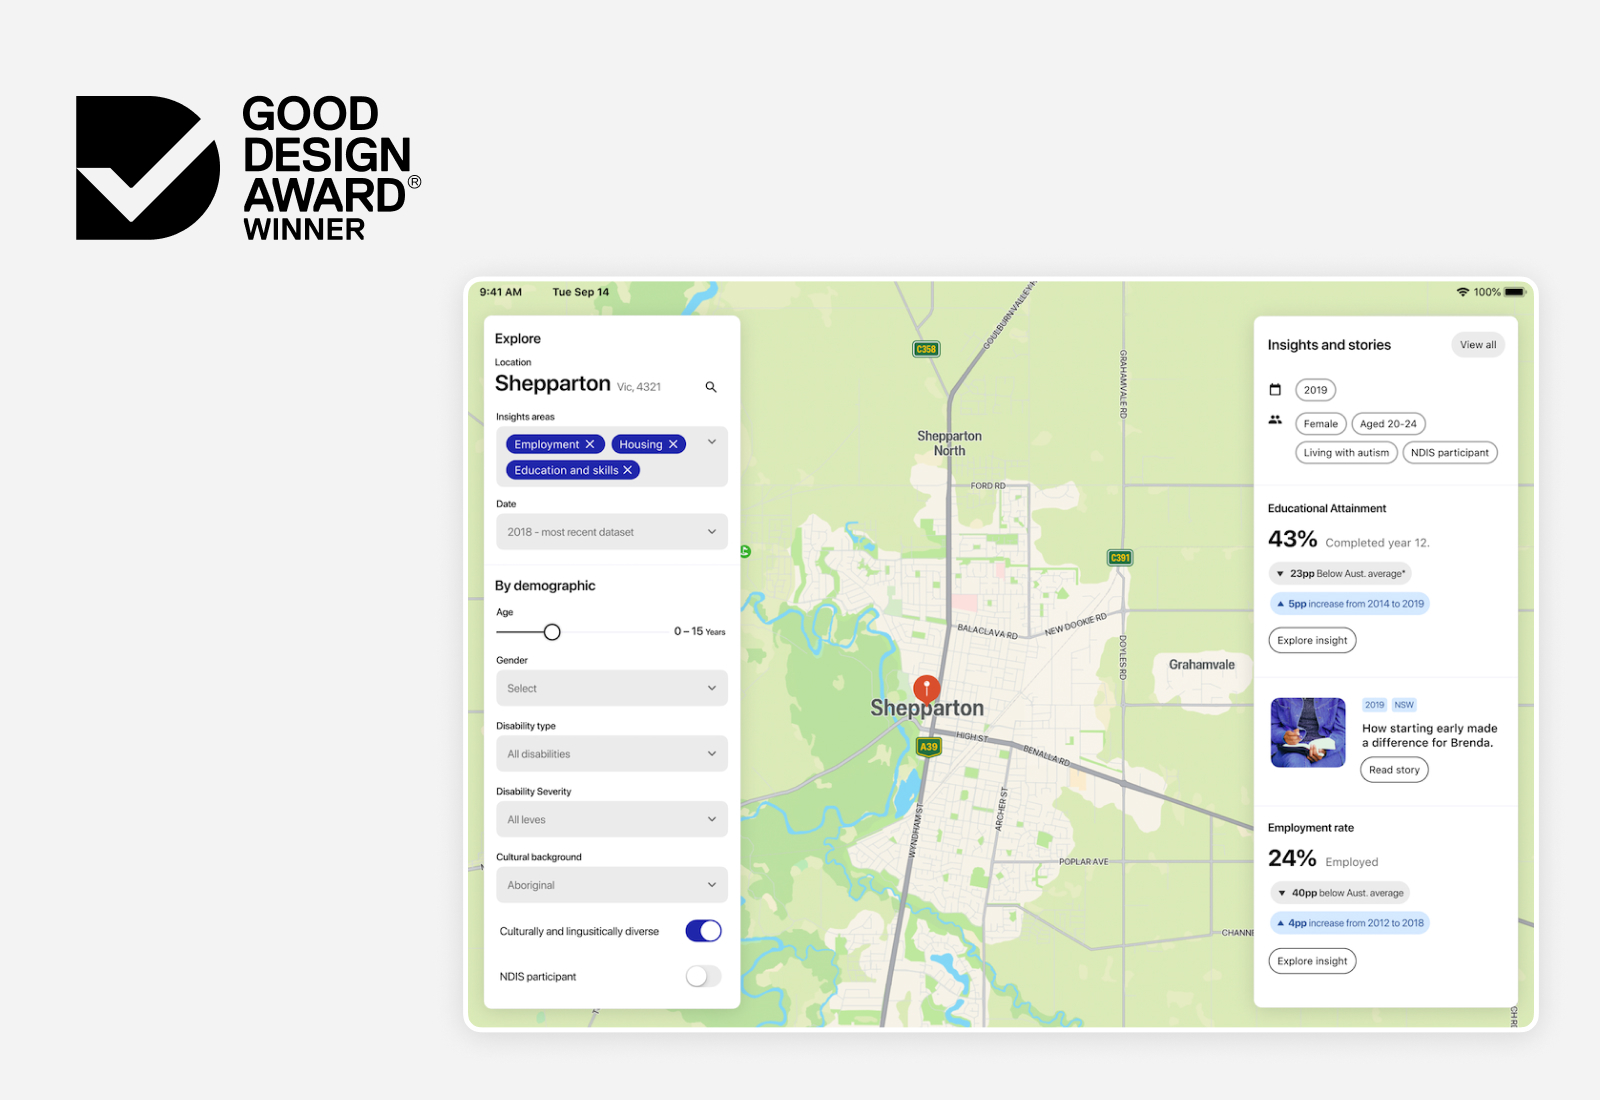 GOOD
DESIGN
AWARD®
WINNER
9:41 AM Tue Sep 14
100%
Explore
Location
Shepparton Vic, 4321
Insights areas
Employment
Housing
Education and skills
Date
2018 - most recent dataset
By demographic
Age
0 – 15 Years
Gender
Select
Disability type
All disabilities
Disability Severity
All leves
Cultural background
Aboriginal
Culturally and lingusitically diverse
NDIS participant
GOULBURN VALLEY
C358
GRAHAMVALE RD
Shepparton
North
FORD RD
C391
BALACLAVA RD
NEW DOOKIE RD
DOYLES RD
Grahamvale
Shepparton
A39
HIGH ST
BENALLA RD
WYNDHAM ST
ARCHER ST
POPLAR AVE
CHANNE
Insights and stories
View all
2019
Female
Aged 20-24
Living with autism
NDIS participant
Educational Attainment
43% Completed year 12.
23pp Below Aust. average*
5pp increase from 2014 to 2019
Explore insight
2019 NSW
How starting early made
a difference for Brenda.
Read story
Employment rate
24% Employed
40pp below Aust. average
4pp increase from 2012 to 2018
Explore insight